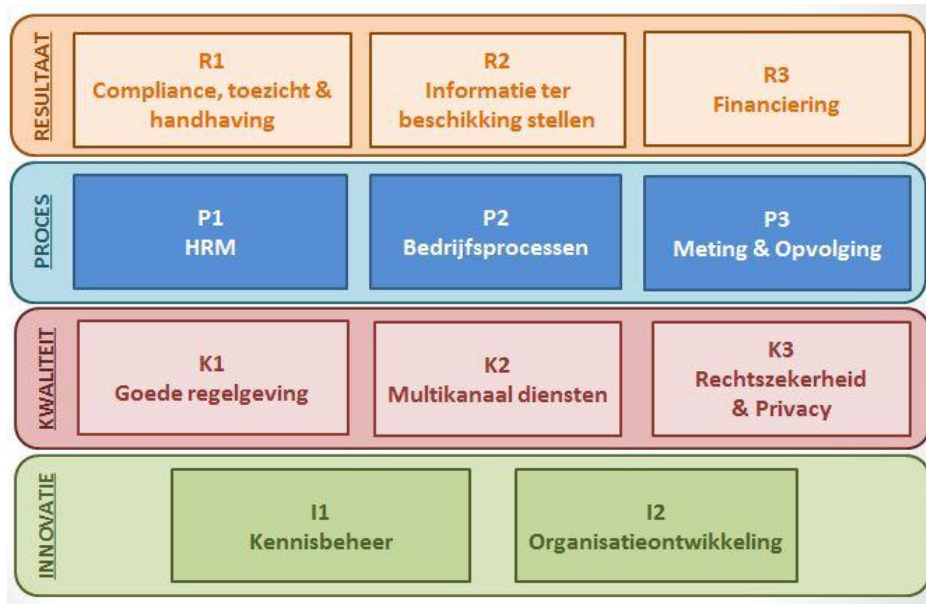 RESULTAAT
R1
Compliance, toezicht &
handhaving
R2
Informatie ter
beschikking stellen
R3
Financiering
PROCES
P1
HRM
P2
Bedrijfsprocessen
P3
Meting & Opvolging
KWALITEIT
K1
Goede regelgeving
K2
Multikanaal diensten
K3
Rechtszekerheid
& Privacy
INNOVATIE
I1
Kennisbeheer
I2
Organisatieontwikkeling